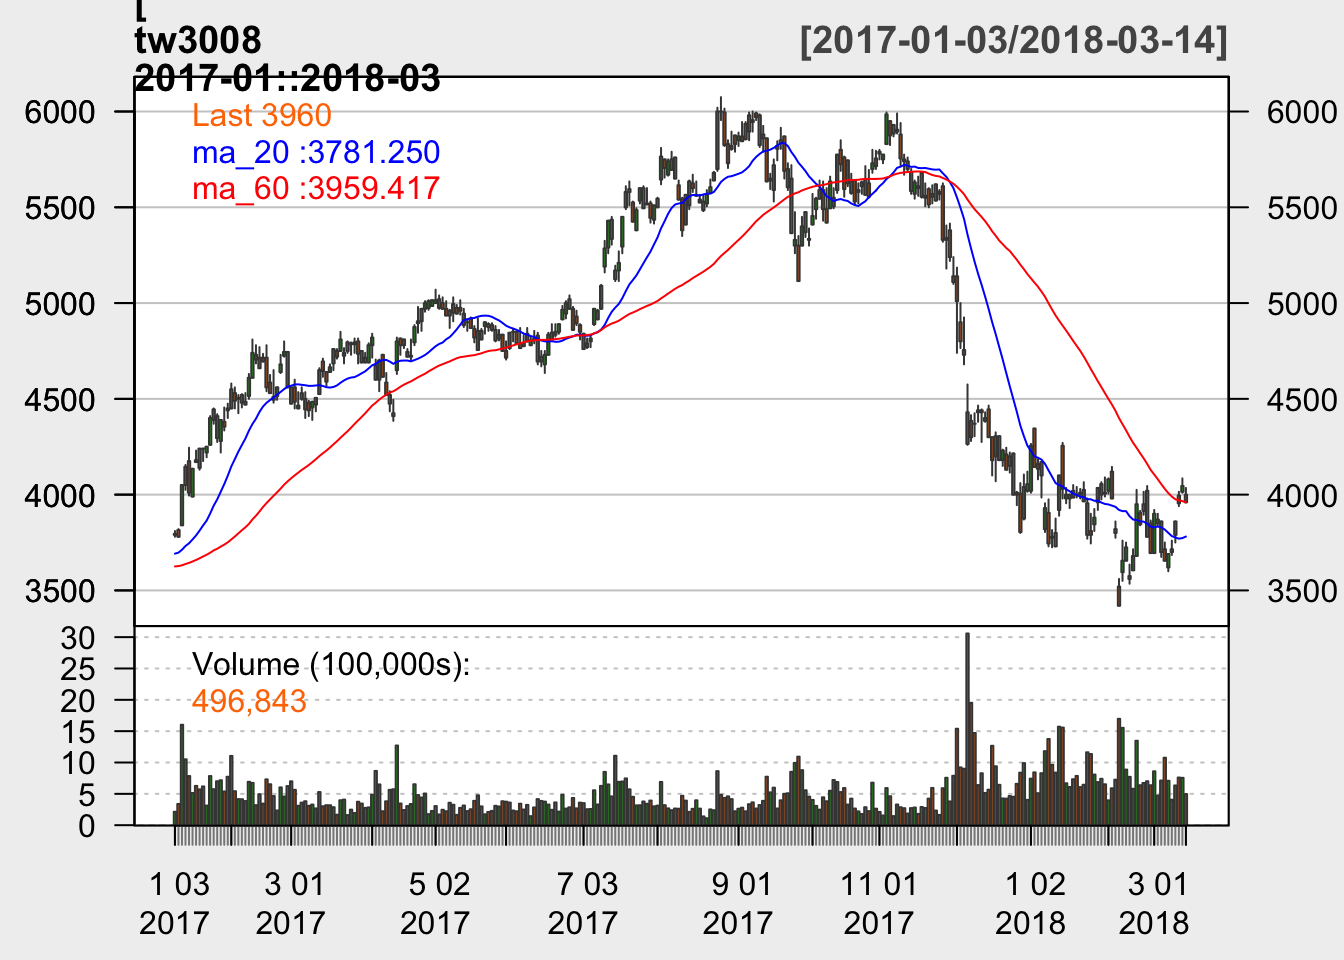 [
tw3008
[2017-01-03/2018-03-14]
2017-01::2018-03
Last 3960
ma_20 :3781.250
ma_60 :3959.417
6000 6000
5500 5500
5000 5000
4500 4500
4000 4000
3500 3500
Volume (100,000s):
496,843
30
25
20
15
10
5
0
1 03 3 01 5 02 7 03 9 01 11 01 1 02 3 01
2017 2017 2017 2017 2017 2017 2018 2018